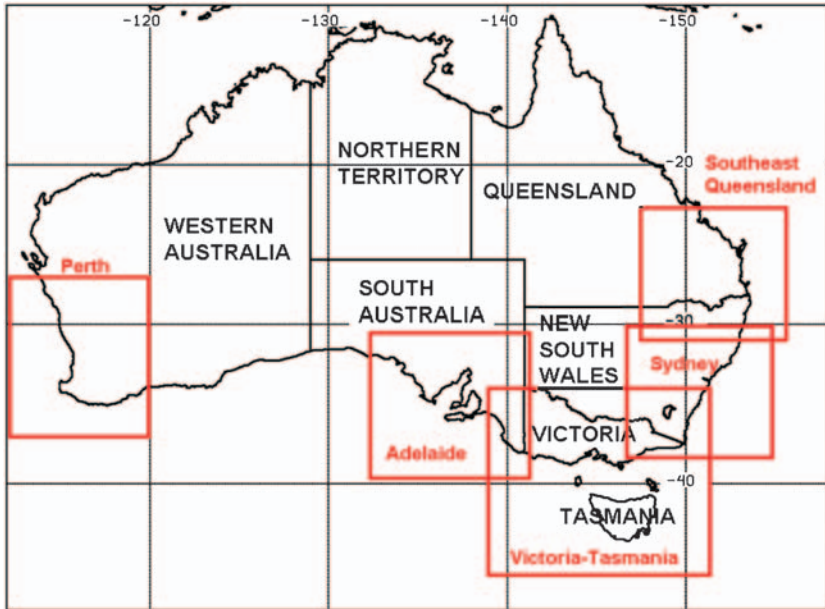 -120
-130
-140
-150
NORTHERN
TERRITORY
-20
Southeast
Queensland
QUEENSLAND
WESTERN
AUSTRALIA
Perth
SOUTH
AUSTRALIA
-30
NEW
SOUTH
WALES
Sydney
VICTORIA
Adelaide
-40
TASMANIA
Victoria-Tasmania